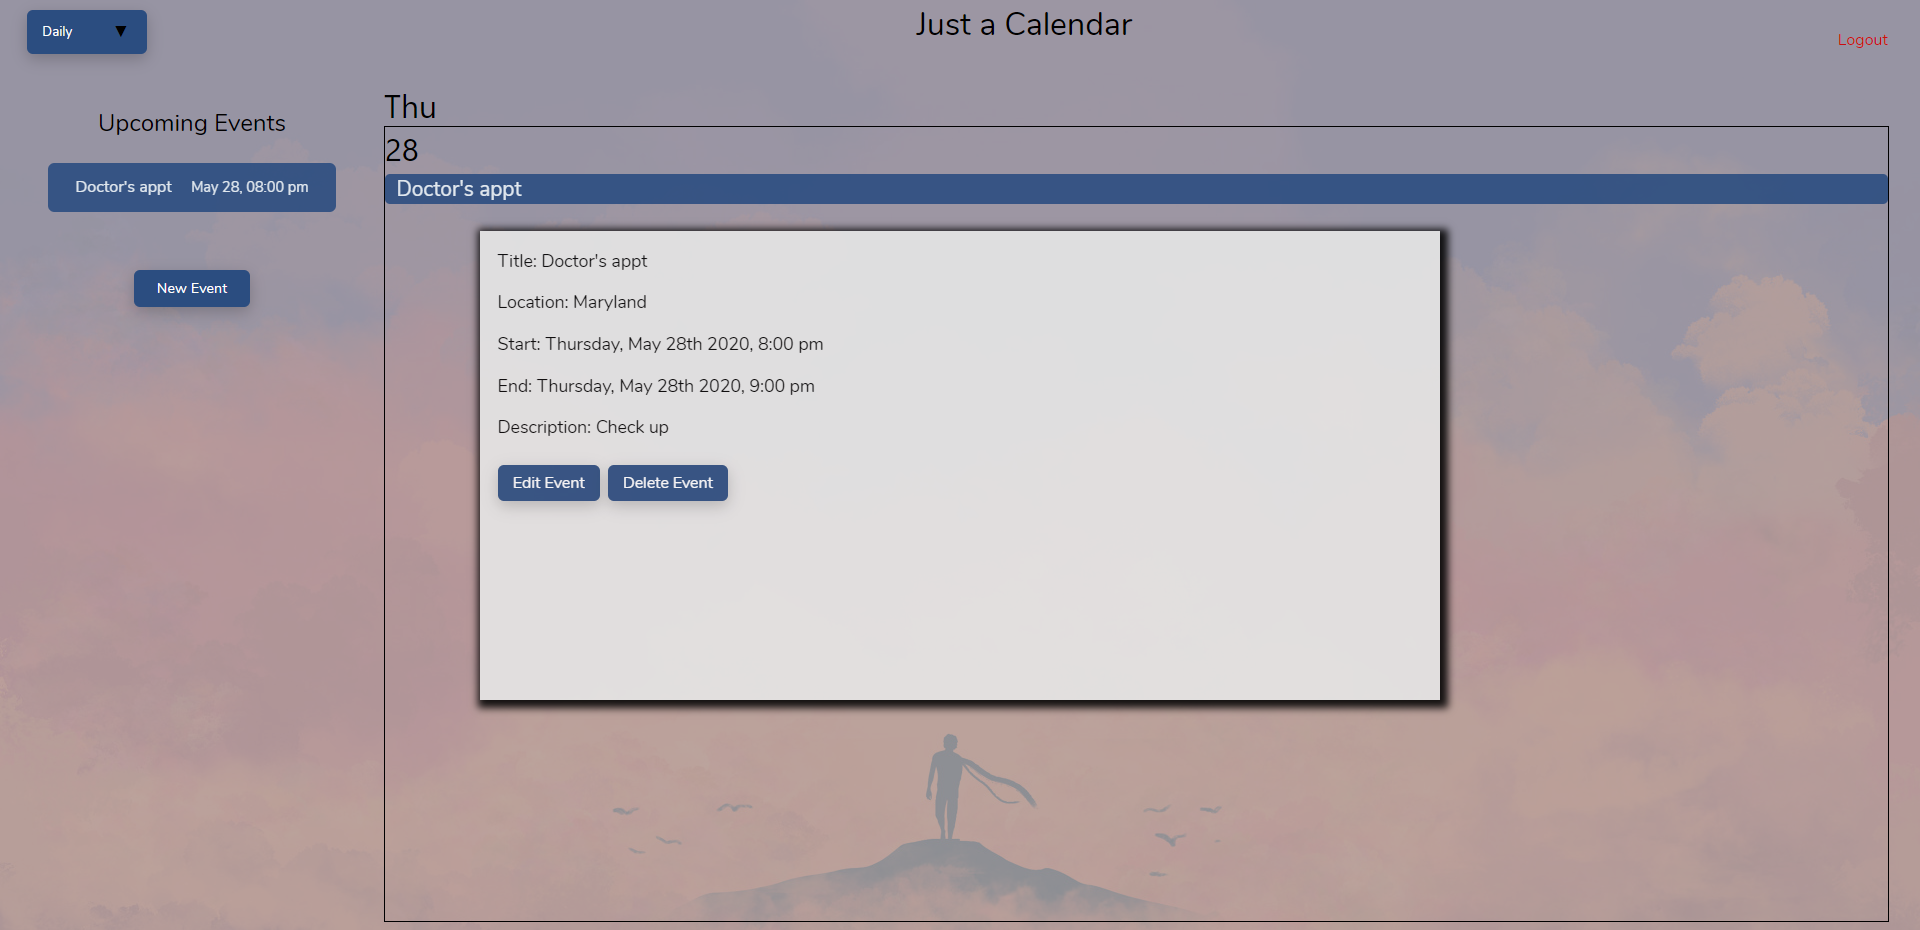 Daily ▼
Just a Calendar
Logout
Upcoming Events
Doctor's appt May 28, 08:00 pm
New Event
Thu
28
Doctor's appt
Title: Doctor's appt
Location: Maryland
Start: Thursday, May 28th 2020, 8:00 pm
End: Thursday, May 28th 2020, 9:00 pm
Description: Check up
Edit Event Delete Event